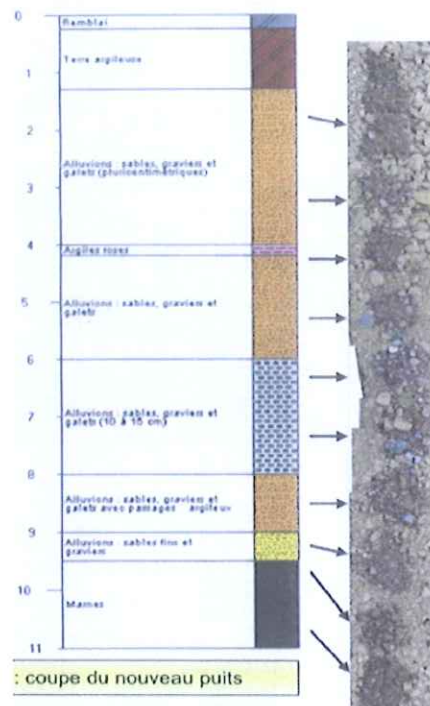 0
Remblai
Terre argileuse
1
2
Alluvions : sables, graviers et
galets (pluricentimétriques)
3
4
Argiles roses
5
Alluvions : sables, graviers et
galets
6
7
Alluvions : sables, graviers et
galets (10 à 15 cm)
8
Alluvions : sables, graviers et
galets avec passages argileux
9
Alluvions : sables fins et
graviers
10
Marnes
11
: coupe du nouveau puits